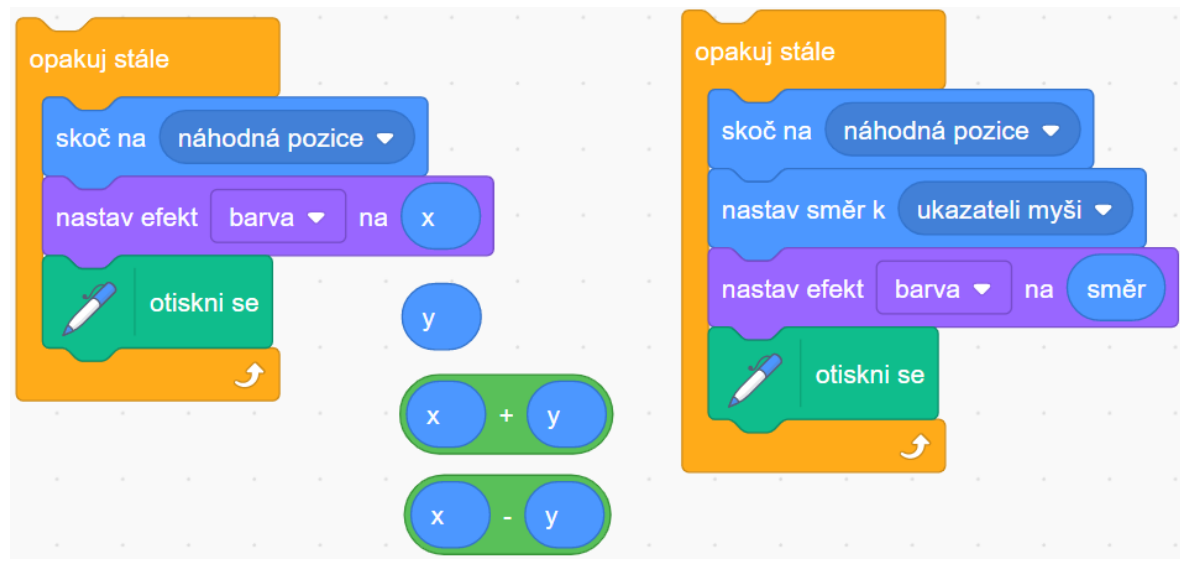 opakuj stále
skoč na náhodná pozice
nastav efekt barva na x
otiskni se
y
x + y
x - y
opakuj stále
skoč na náhodná pozice
nastav směr k ukazateli myši
nastav efekt barva na směr
otiskni se